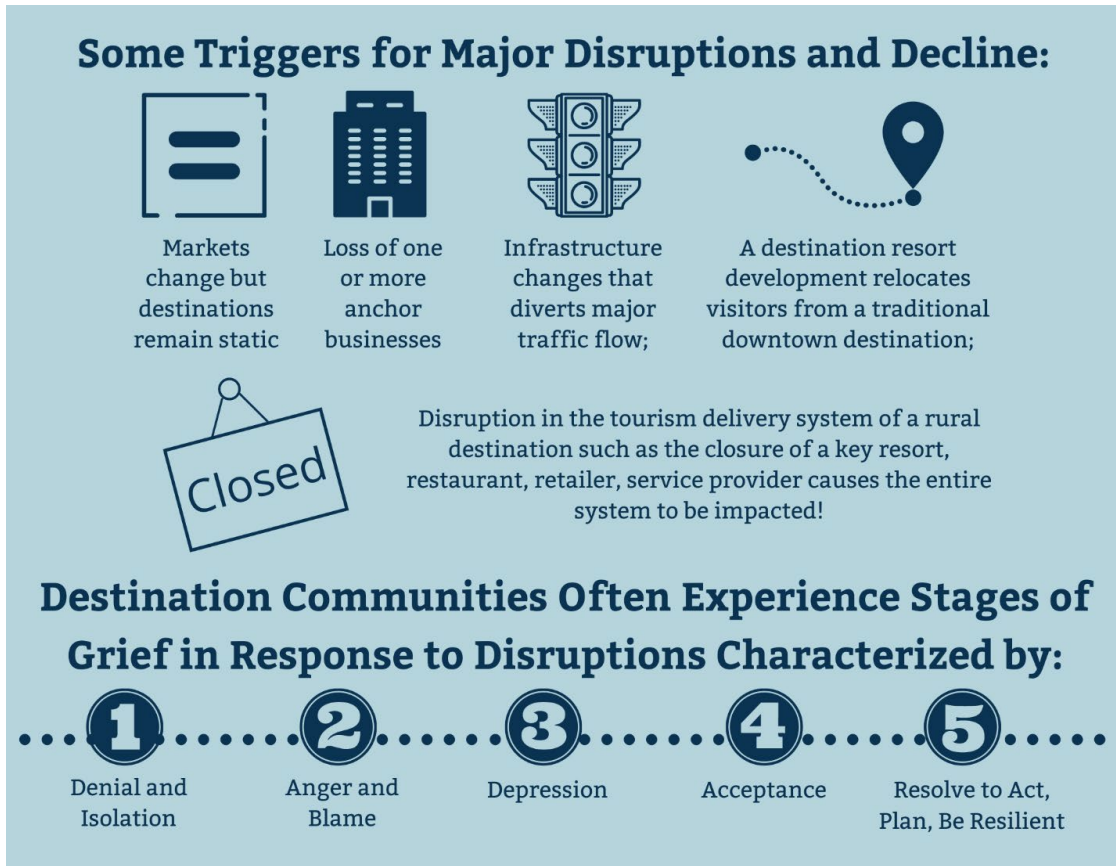 Some Triggers for Major Disruptions and Decline:
Markets
change but
destinations
remain static
Loss of one
or more
anchor
businesses
Infrastructure
changes that
diverts major
traffic flow;
A destination resort
development relocates
visitors from a traditional
downtown destination;
Closed
Disruption in the tourism delivery system of a rural
destination such as the closure of a key resort,
restaurant, retailer, service provider causes the entire
system to be impacted!
Destination Communities Often Experience Stages of
Grief in Response to Disruptions Characterized by:
1
Denial and
Isolation
2
Anger and
Blame
3
Depression
4
Acceptance
5
Resolve to Act,
Plan, Be Resilient